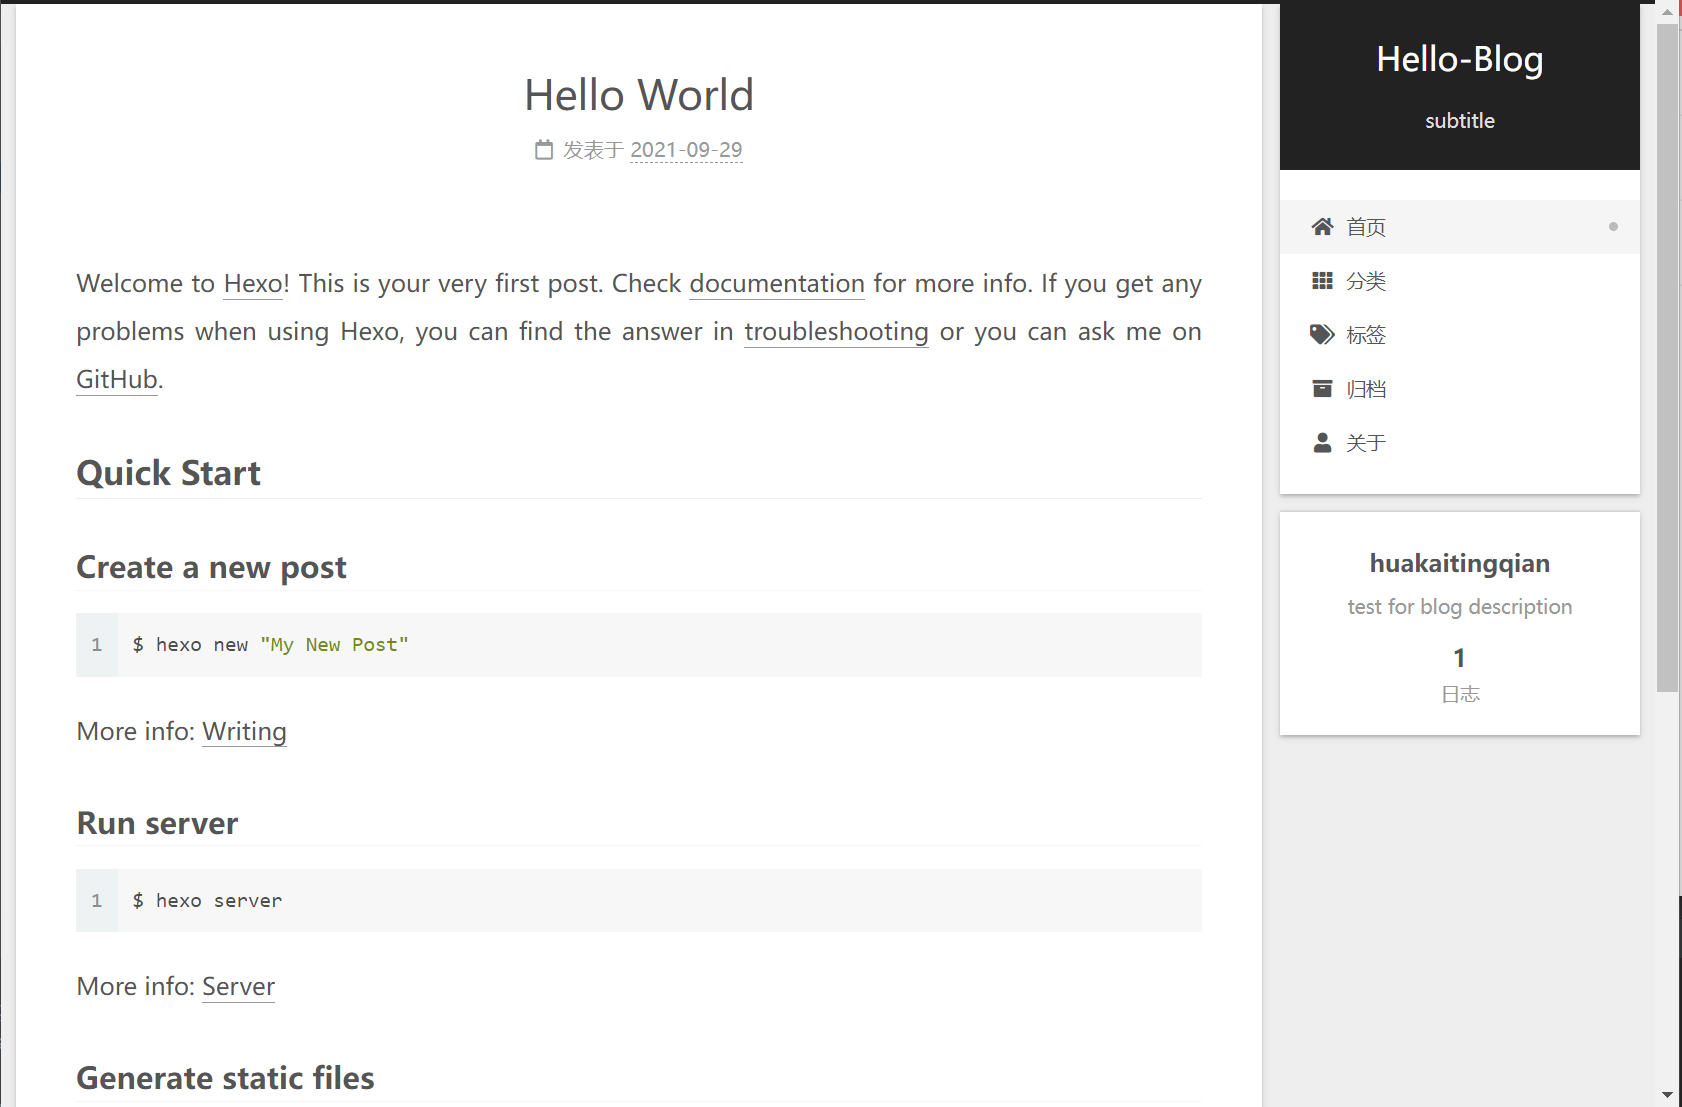 Hello World
发表于 2021-09-29
Welcome to Hexo! This is your very first post. Check documentation for more info. If you get any
problems when using Hexo, you can find the answer in troubleshooting or you can ask me on
GitHub.
Quick Start
Create a new post
1 $ hexo new "My New Post"
More info: Writing
Run server
1 $ hexo server
More info: Server
Generate static files
Hello-Blog
subtitle
首页
分类
标签
归档
关于
huakaitingqian
test for blog description
1
日志